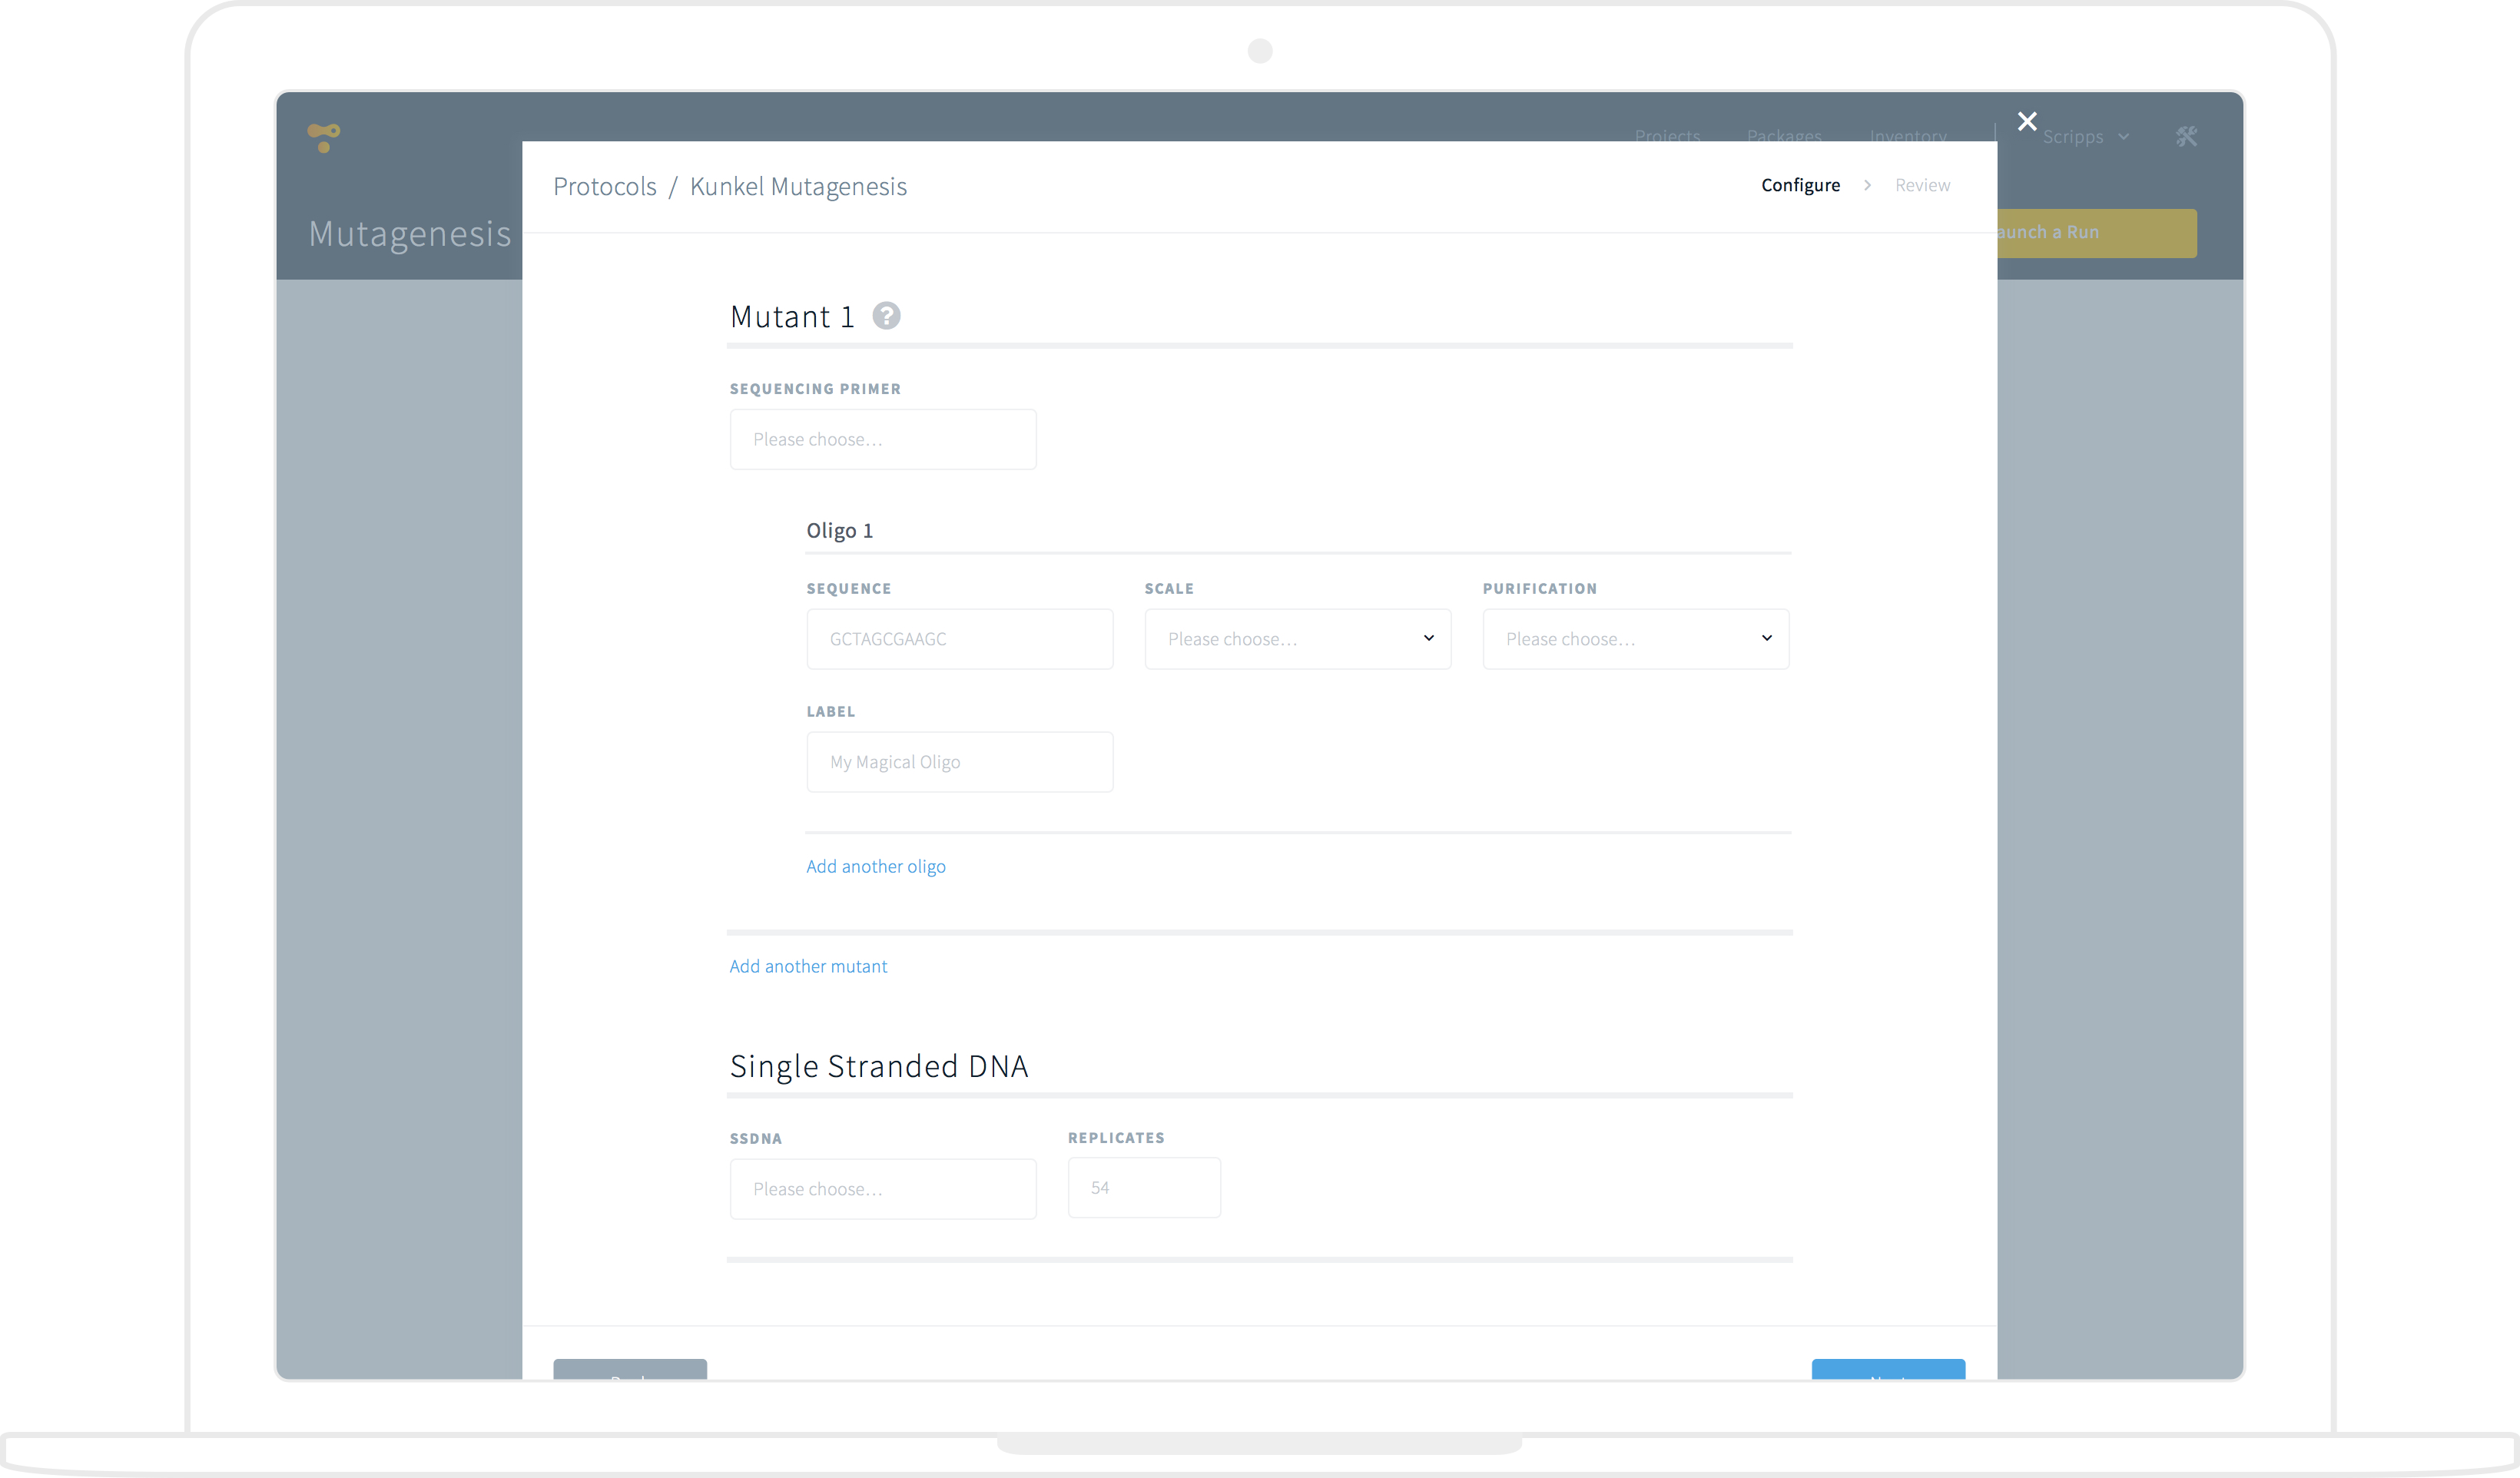 Projects Packages Inventory Scripps
Protocols / Kunkel Mutagenesis
Configure > Review
Mutagenesis
aunch a Run
Mutant 1 ?
SEQUENCING PRIMER
Please choose...
Oligo 1
SEQUENCE SCALE PURIFICATION
GCTAGCGAAGC Please choose... Please choose...
LABEL
My Magical Oligo
Add another oligo
Add another mutant
Single Stranded DNA
SSDNA REPLICATES
Please choose... 54